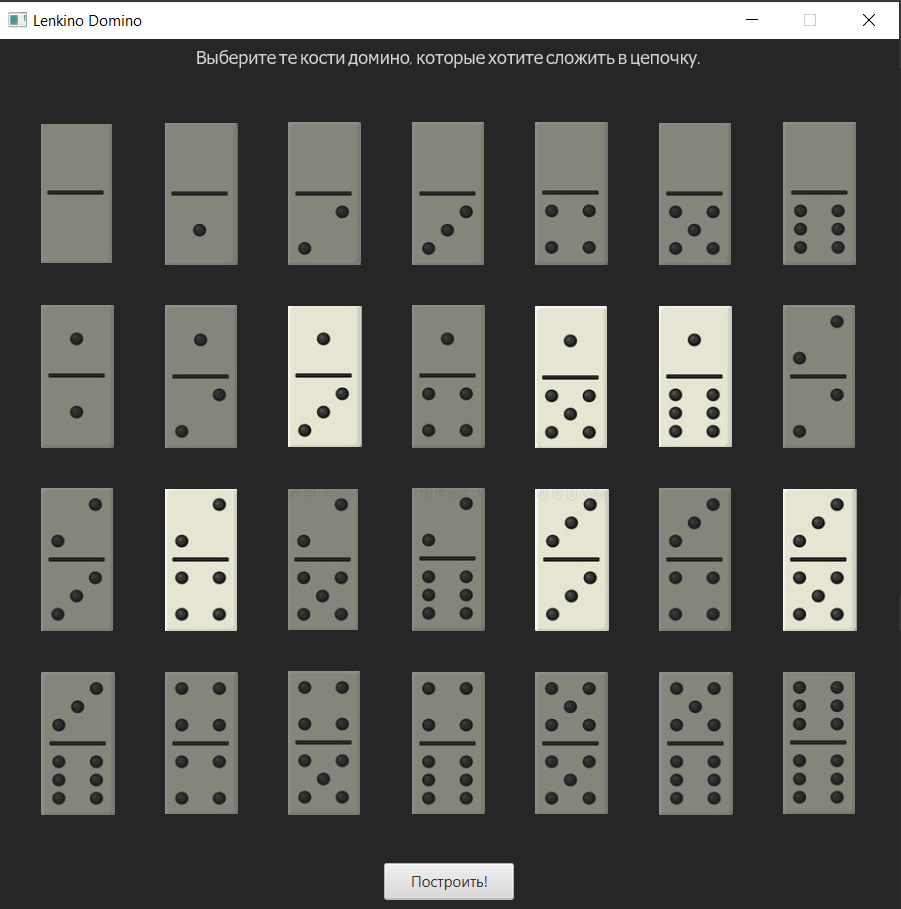 Lenkino Domino
Выберите те кости домино, которые хотите сложить в цепочку.
Построить!